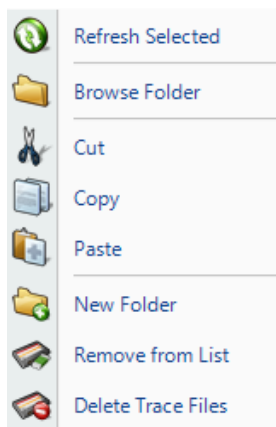 Refresh Selected
Browse Folder
Cut
Copy
Paste
New Folder
Remove from List
Delete Trace Files